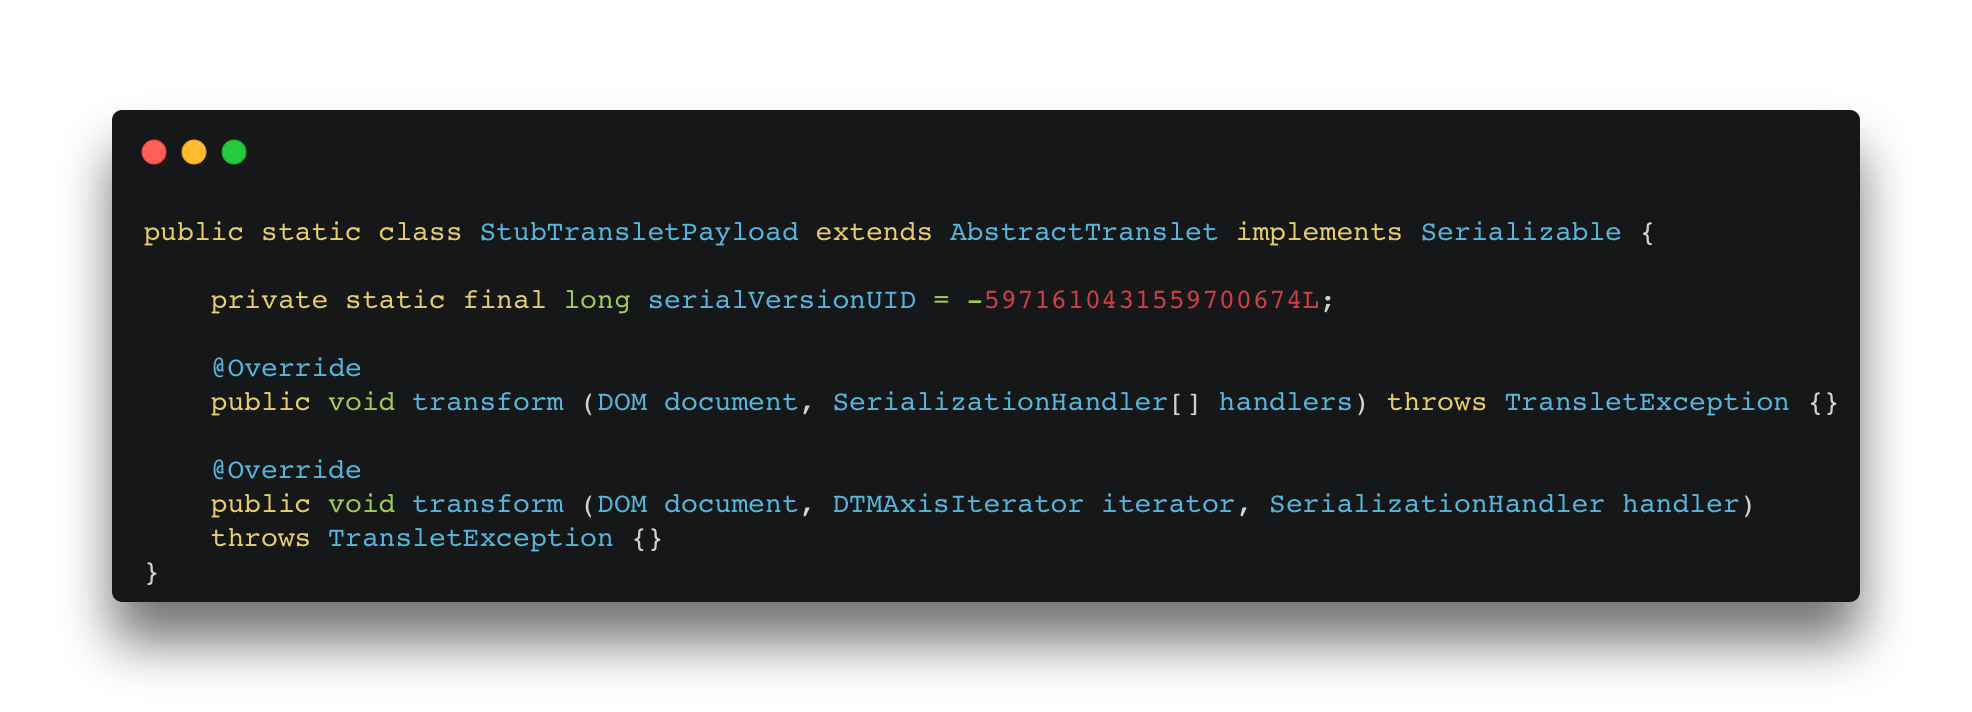 public static class StubTransletPayload extends AbstractTranslet implements Serializable {
    private static final long serialVersionUID = -5971610431559700674L;
    @Override
    public void transform (DOM document, SerializationHandler[] handlers) throws TransletException {}
    @Override
    public void transform (DOM document, DTMAxisIterator iterator, SerializationHandler handler)
    throws TransletException {}
}